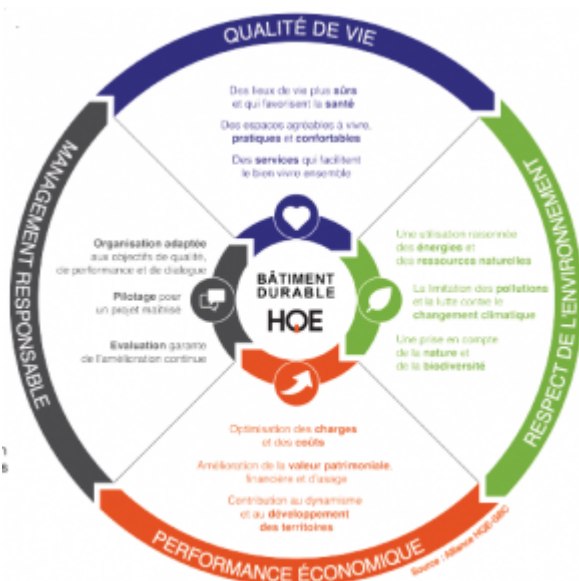 QUALITÉ DE VIE
Des lieux de vie plus sûrs
et qui favorisent la santé
Des espaces agréables à vivre,
pratiques et confortables
Des services qui facilitent
le bien vivre ensemble
MANAGEMENT RESPONSABLE
Organisation adaptée
aux objectifs de qualité,
de performance et de dialogue
Pilotage pour
un projet maîtrisé
Evaluation garante
de l'amélioration continue
BÂTIMENT
DURABLE
HQE
Une utilisation raisonnée
des énergies et
des ressources naturelles
La limitation des pollutions
et la lutte contre le
changement climatique
Une prise en compte
de la nature et
de la biodiversité
RESPECT DE L'ENVIRONNEMENT
Optimisation des charges
et des coûts
Amélioration de la valeur patrimoniale,
financière et d'usage
Contribution au dynamisme
et au développement
des territoires
PERFORMANCE ÉCONOMIQUE
Source : Alliance HQE-GBC